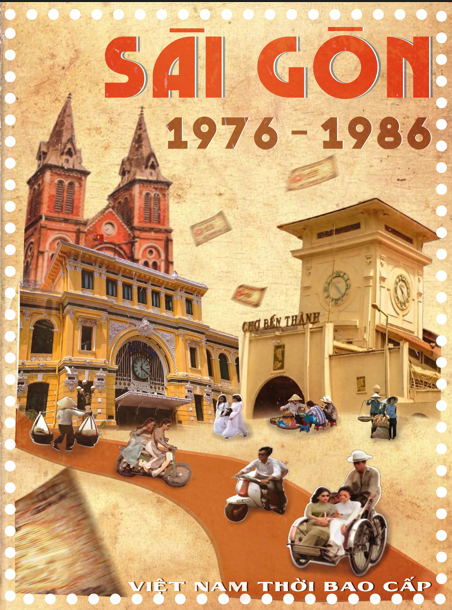 SÀI GÒN
1976 - 1986
CHỢ BẾN THÀNH
VIỆT NAM THỜI BAO CẤP